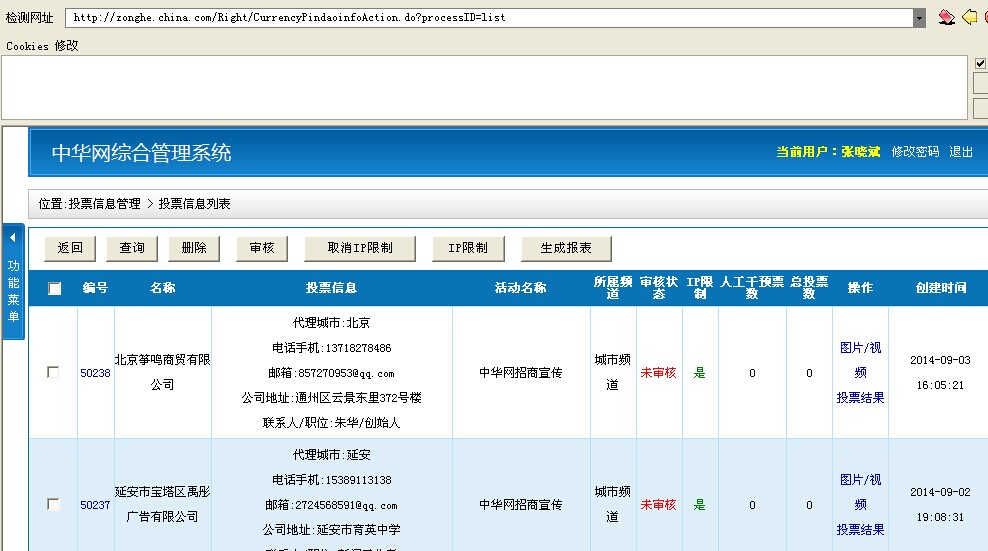 检测网址 http://zonghe.china.com/Right/CurrencyPindaoinfoAction.do?processID=list
Cookies 修改
中华网综合管理系统
当前用户：张晓斌 修改密码 退出
位置:投票信息管理 > 投票信息列表
功能菜单
返回 查询 删除 审核 取消IP限制 IP限制 生成报表
编号 名称 投票信息 活动名称 所属频道 审核状态 IP限制 人工干预票数 总投票数 操作 创建时间
50238
北京筝鸣商贸有限
公司
代理城市:北京
电话手机:13718278486
邮箱:857270953@qq.com
公司地址:通州区云景东里372号楼
联系人/职位:朱华/创始人
中华网招商宣传
城市频
道
未审核
是
0
0
图片/视
频
投票结果
2014-09-03
16:05:21
50237
延安市宝塔区禹彤
广告有限公司
代理城市:延安
电话手机:15389113138
邮箱:2724568591@qq.com
公司地址:延安市育英中学
中华网招商宣传
城市频
道
未审核
是
0
0
图片/视
频
投票结果
2014-09-02
19:08:31